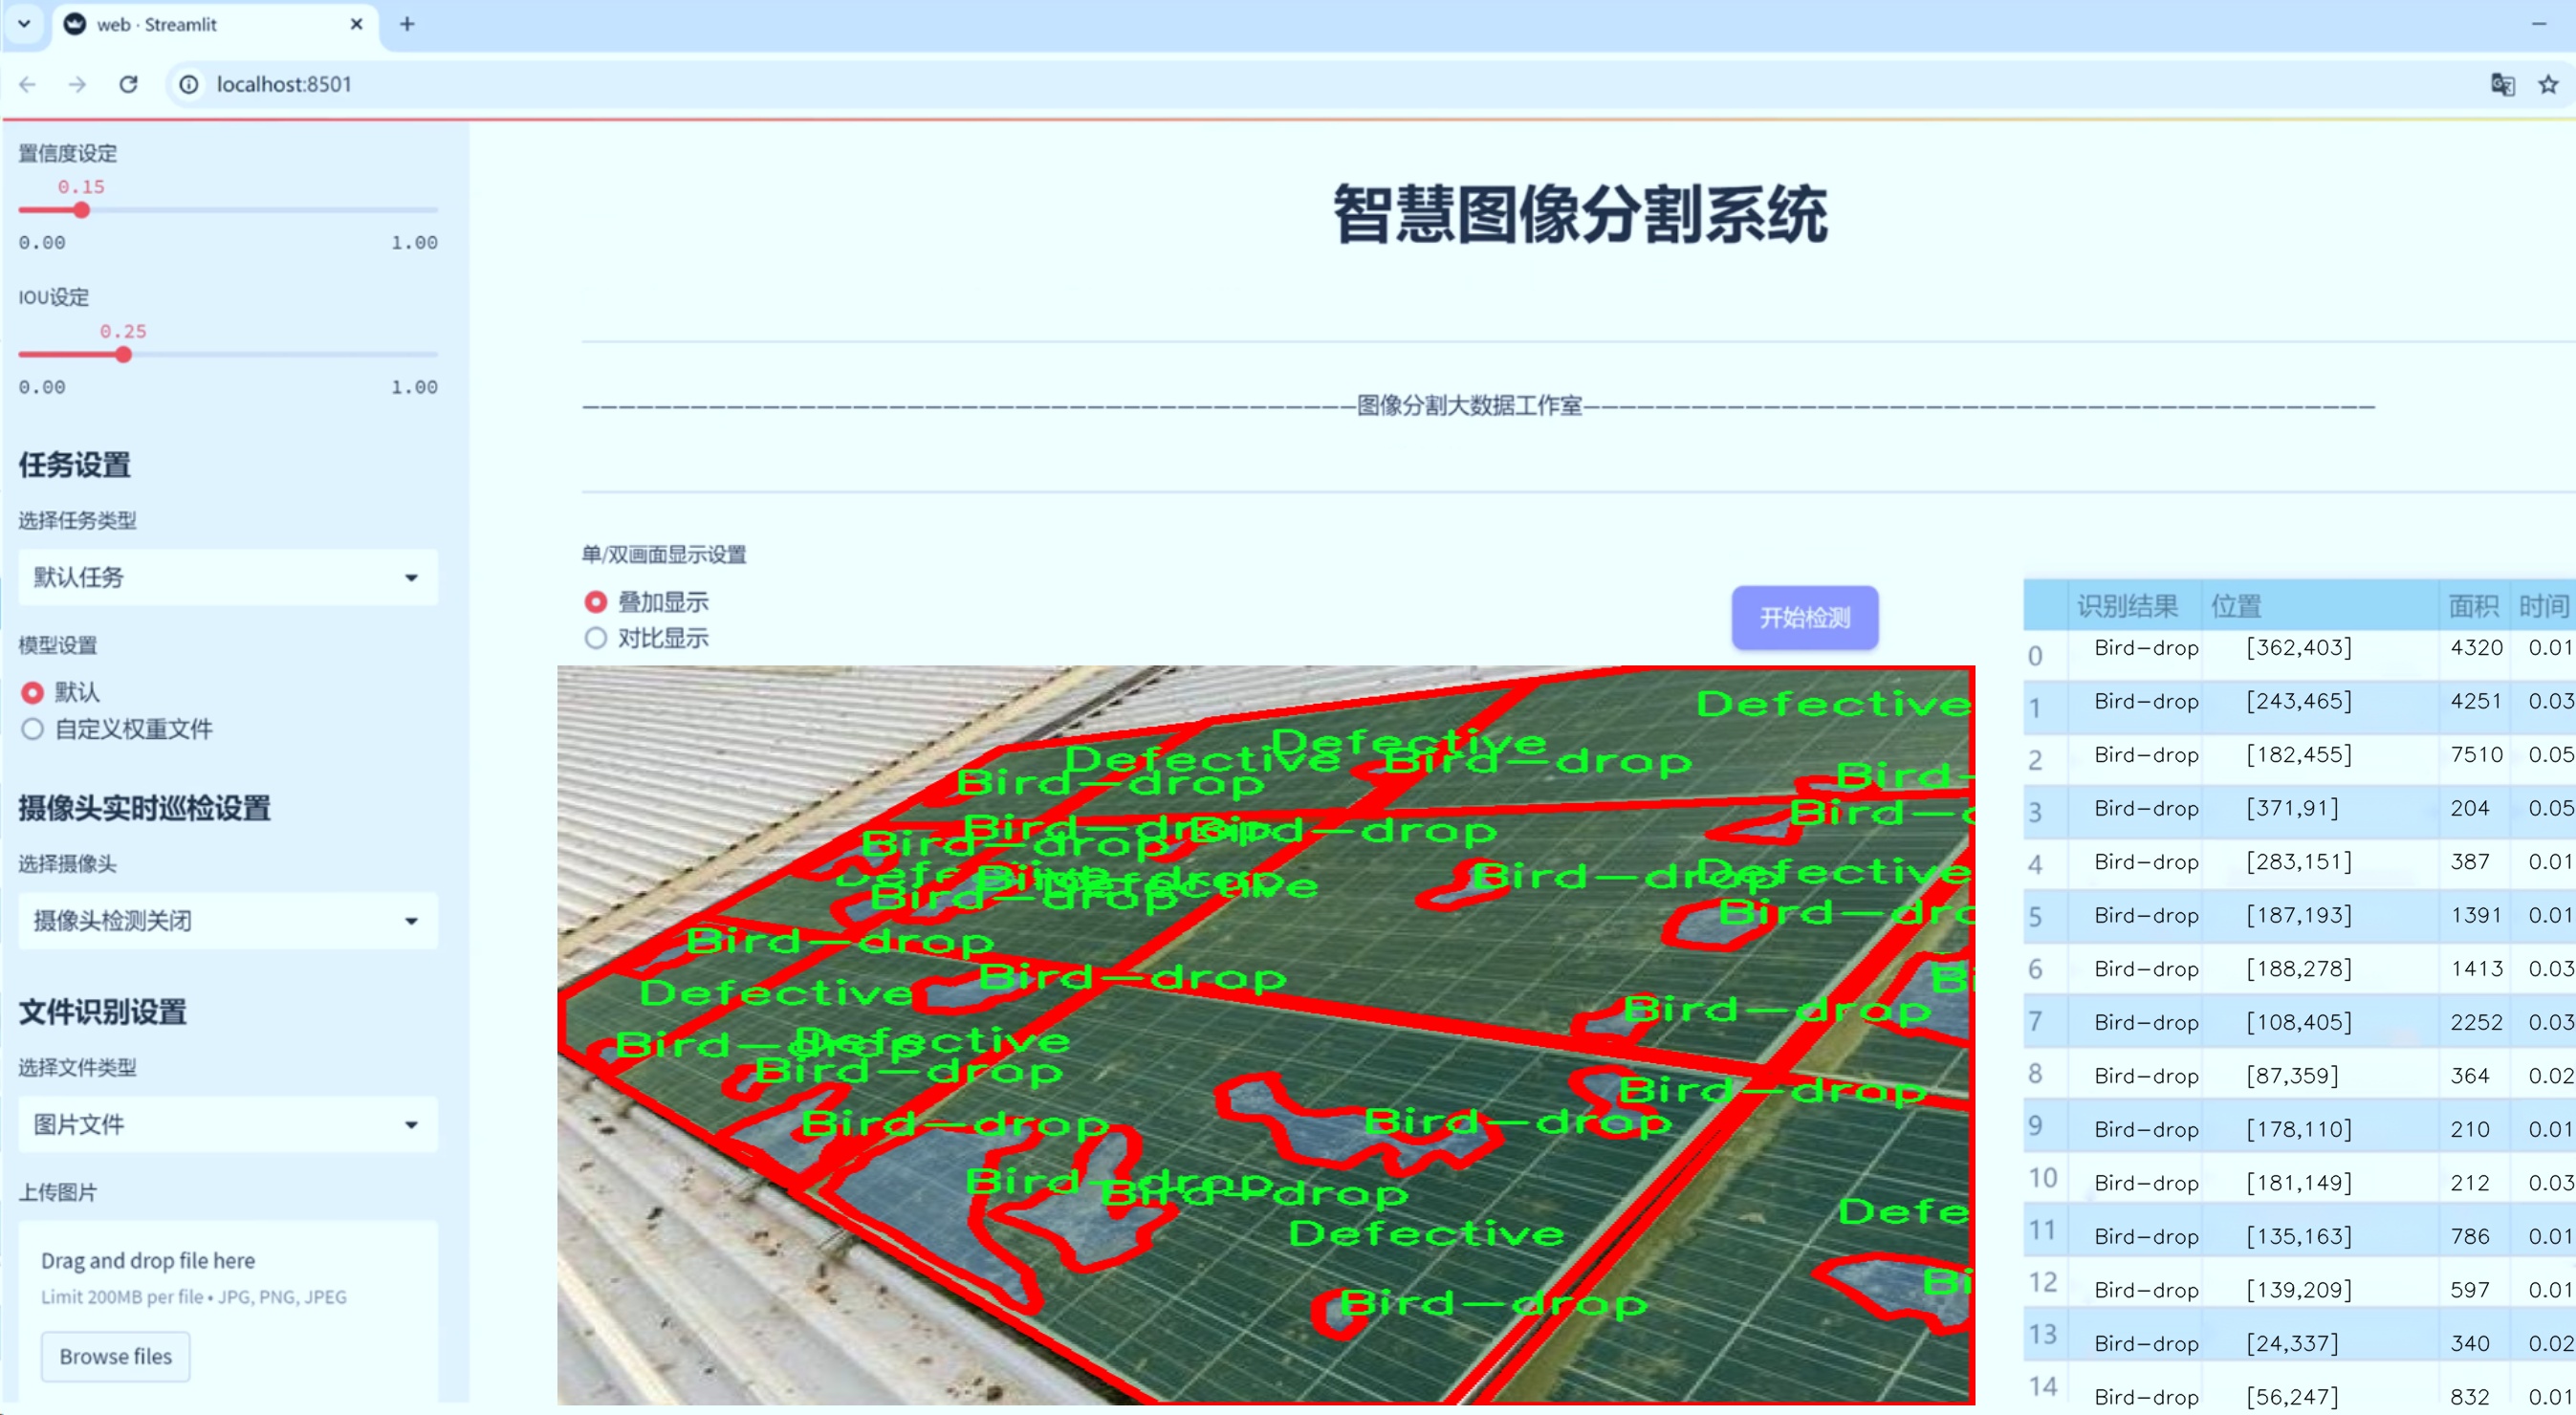 web · Streamlit
localhost:8501
置信度设定
0.15
0.00 1.00
IOU设定
0.25
0.00 1.00
任务设置
选择任务类型
默认任务
模型设置
默认
自定义权重文件
摄像头实时巡检设置
选择摄像头
摄像头检测关闭
文件识别设置
选择文件类型
图片文件
上传图片
Drag and drop file here
Limit 200MB per file • JPG, PNG, JPEG
Browse files
智慧图像分割系统
———————————————————————————————————————————图像分割大数据工作室————————————————————————————————————————————
单/双画面显示设置
叠加显示
对比显示
开始检测
Defective
Defective
Defective
Bird-drop
Bird-drop
Bird-
Bird-drop
Bird-drop
Bird-drop
Bird-
Bird-drop
Defective
Bird-drop
Defective
Bird-drop
Bird-drop
Bird-drop
Defective
Bird-drop
Bird-drop
Defective
Bird-drop
Bird-drop
Bird-drop
Bird-drop
Bird-drop
Bird-drop
Defective
Bird-drop
识别结果 位置 面积 时间
0 Bird-drop [362,403] 4320 0.01
1 Bird-drop [243,465] 4251 0.03
2 Bird-drop [182,455] 7510 0.05
3 Bird-drop [371,91] 204 0.05
4 Bird-drop [283,151] 387 0.01
5 Bird-drop [187,193] 1391 0.01
6 Bird-drop [188,278] 1413 0.03
7 Bird-drop [108,405] 2252 0.03
8 Bird-drop [87,359] 364 0.02
9 Bird-drop [178,110] 210 0.01
10 Bird-drop [181,149] 212 0.03
11 Bird-drop [135,163] 786 0.01
12 Bird-drop [139,209] 597 0.01
13 Bird-drop [24,337] 340 0.02
14 Bird-drop [56,247] 832 0.01